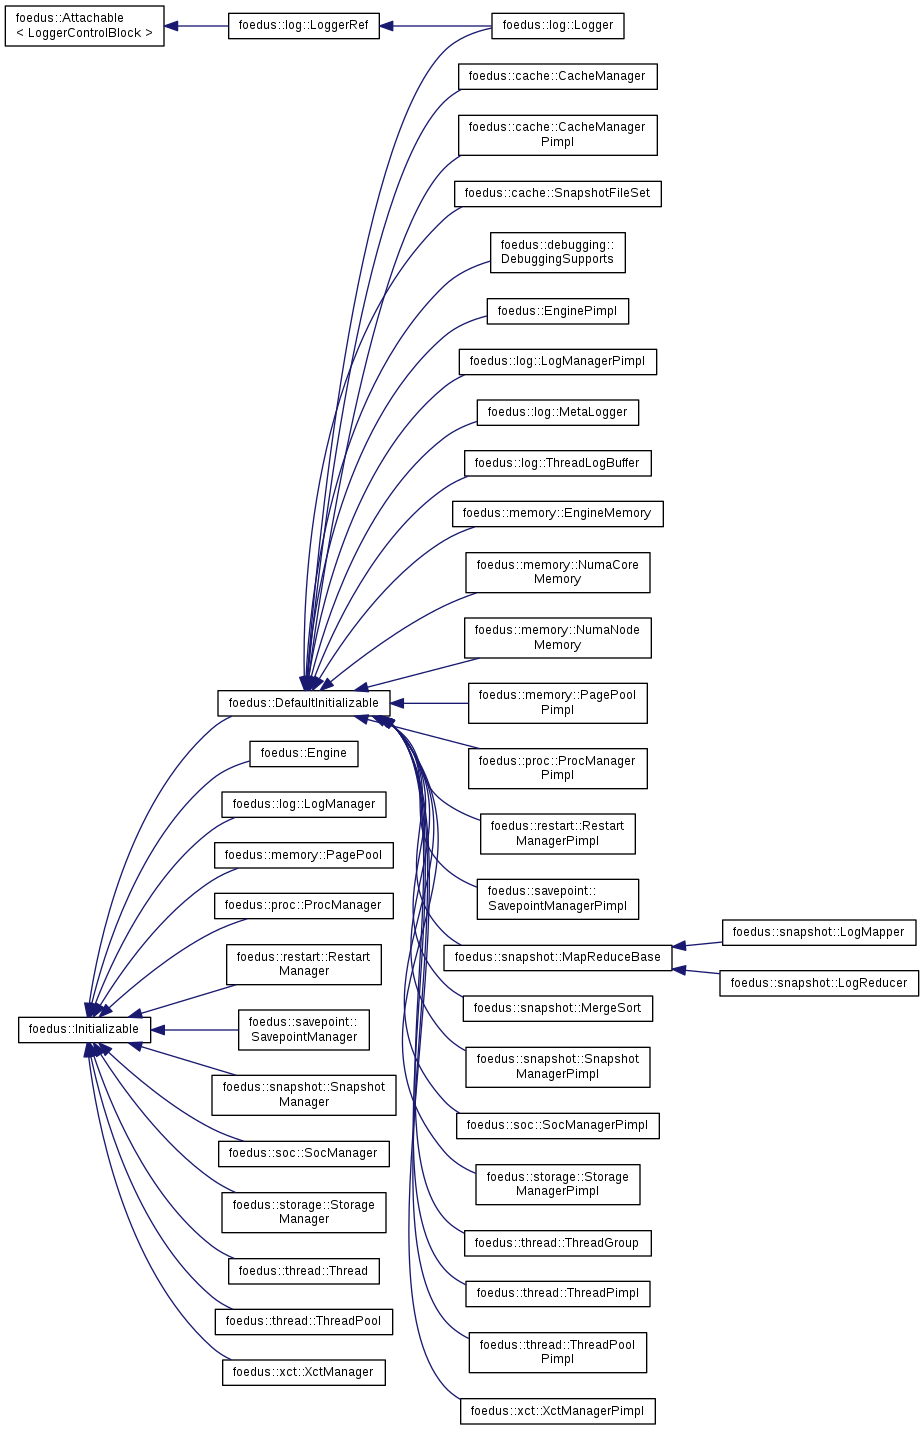 foedus::Attachable
< LoggerControlBlock >
foedus::log::LoggerRef
foedus::log::Logger
foedus::cache::CacheManager
foedus::cache::CacheManager
Pimpl
foedus::cache::SnapshotFileSet
foedus::debugging::
DebuggingSupports
foedus::EnginePimpl
foedus::log::LogManagerPimpl
foedus::log::MetaLogger
foedus::log::ThreadLogBuffer
foedus::memory::EngineMemory
foedus::memory::NumaCore
Memory
foedus::memory::NumaNode
Memory
foedus::DefaultInitializable
foedus::memory::PagePool
Pimpl
foedus::Engine
foedus::proc::ProcManager
Pimpl
foedus::log::LogManager
foedus::restart::Restart
ManagerPimpl
foedus::memory::PagePool
foedus::proc::ProcManager
foedus::savepoint::
SavepointManagerPimpl
foedus::restart::Restart
Manager
foedus::snapshot::MapReduceBase
foedus::snapshot::LogMapper
foedus::snapshot::LogReducer
foedus::Initializable
foedus::savepoint::
SavepointManager
foedus::snapshot::MergeSort
foedus::snapshot::Snapshot
ManagerPimpl
foedus::snapshot::Snapshot
Manager
foedus::soc::SocManagerPimpl
foedus::soc::SocManager
foedus::storage::Storage
ManagerPimpl
foedus::storage::Storage
Manager
foedus::thread::ThreadGroup
foedus::thread::Thread
foedus::thread::ThreadPimpl
foedus::thread::ThreadPool
foedus::thread::ThreadPool
Pimpl
foedus::xct::XctManager
foedus::xct::XctManagerPimpl